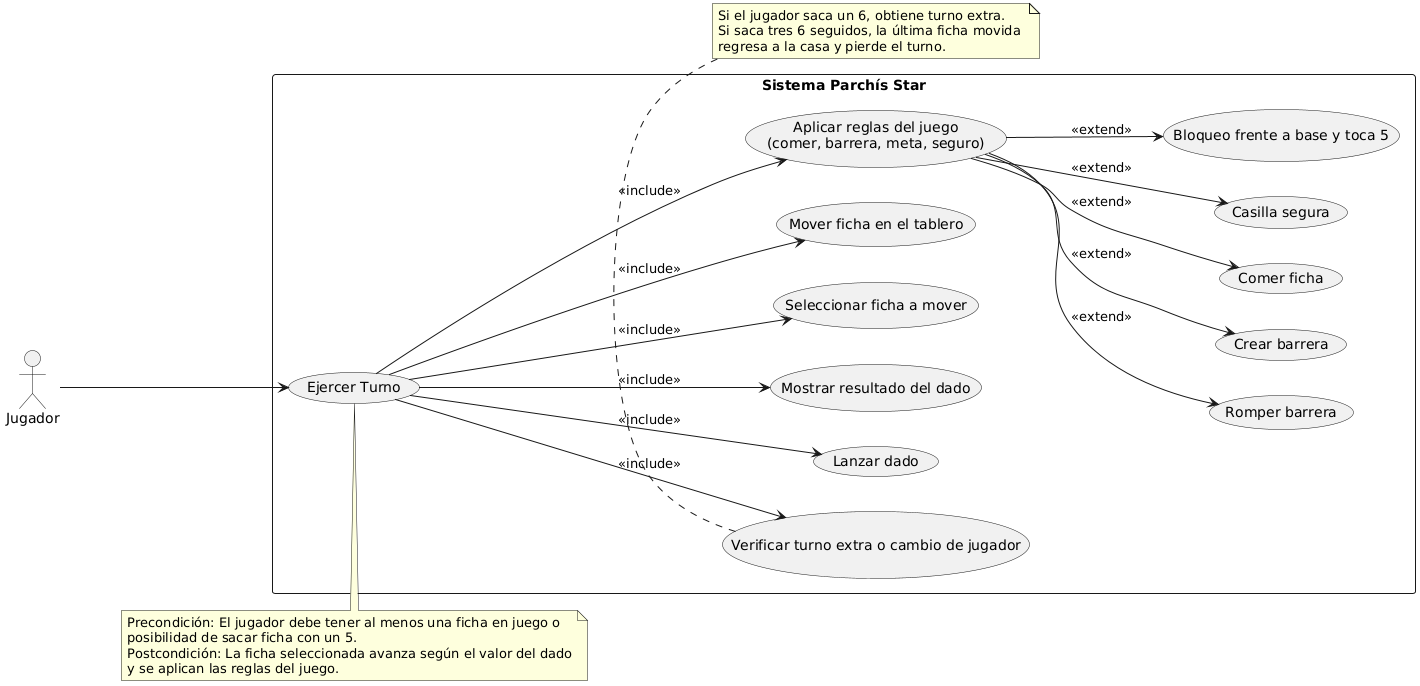 Si el jugador saca un 6, obtiene turno extra.
Si saca tres 6 seguidos, la última ficha movida
regresa a la casa y pierde el turno.
Sistema Parchís Star
Aplicar reglas del juego
(comer, barrera, meta, seguro)
«extend»
Bloqueo frente a base y toca 5
«extend»
«include»
Casilla segura
«extend»
Mover ficha en el tablero
«extend»
«include»
Comer ficha
Seleccionar ficha a mover
«extend»
«include»
Crear barrera
Jugador
Ejercer Turno
«include»
Mostrar resultado del dado
Romper barrera
«include»
Lanzar dado
«include»
Verificar turno extra o cambio de jugador
Precondición: El jugador debe tener al menos una ficha en juego o
posibilidad de sacar ficha con un 5.
Postcondición: La ficha seleccionada avanza según el valor del dado
y se aplican las reglas del juego.